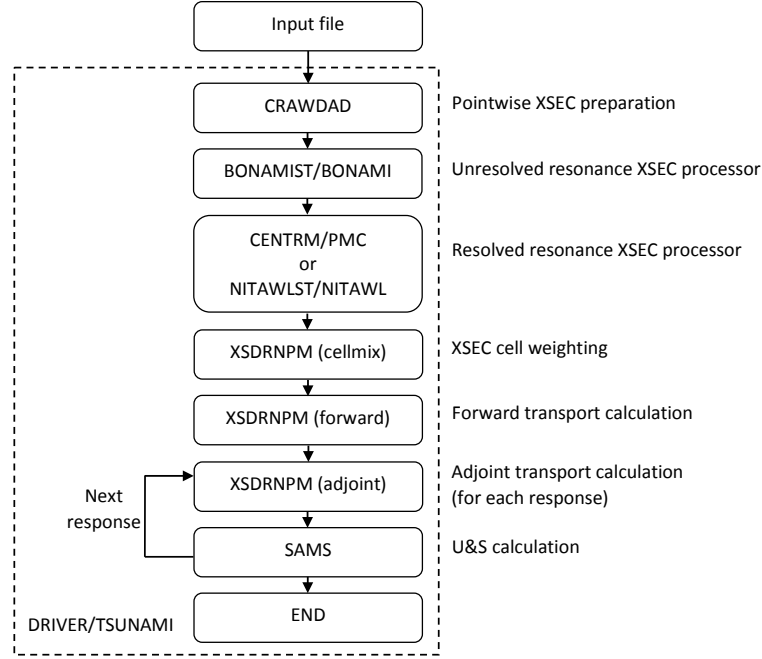 Input file
CRAWDAD
Pointwise XSEC preparation
BONAMIST/BONAMI
Unresolved resonance XSEC processor
CENTRM/PMC
or
NITAWLST/NITAWL
Resolved resonance XSEC processor
XSDRNPM (cellmix)
XSEC cell weighting
XSDRNPM (forward)
Forward transport calculation
XSDRNPM (adjoint)
Adjoint transport calculation
(for each response)
Next
response
SAMS
U&S calculation
END
DRIVER/TSUNAMI